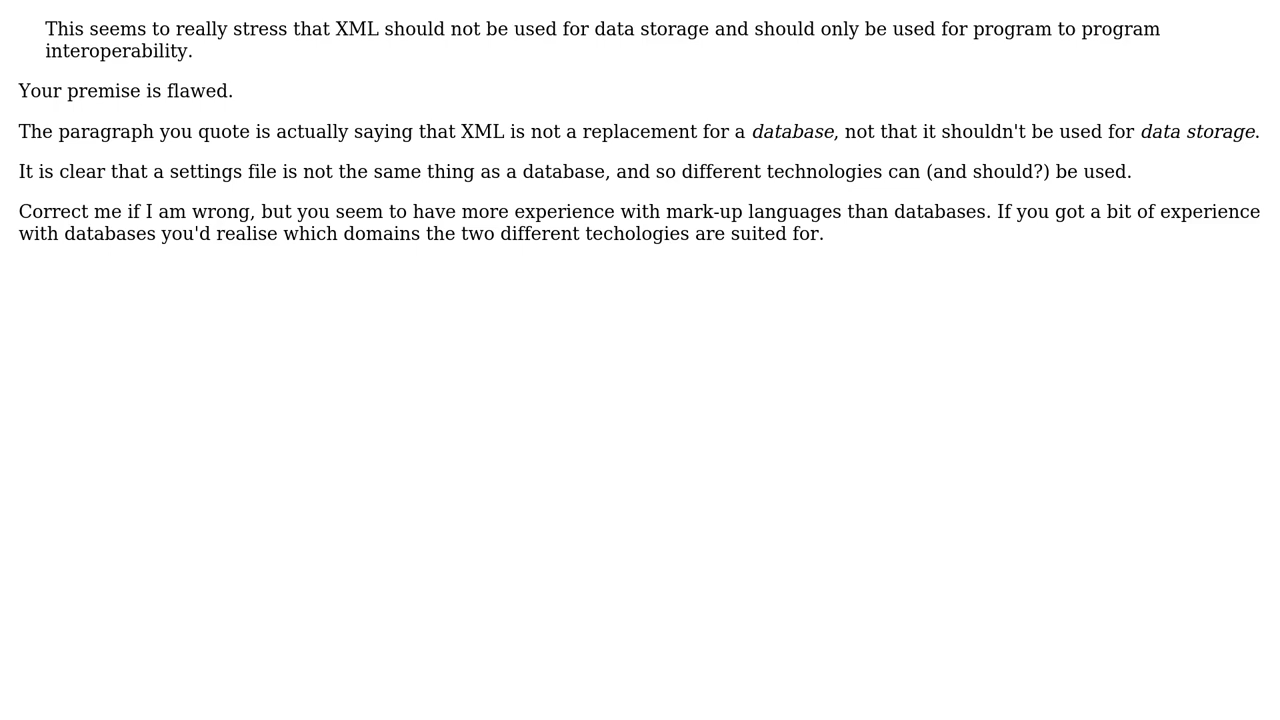 This seems to really stress that XML should not be used for data storage and should only be used for program to program
interoperability.
Your premise is flawed.
The paragraph you quote is actually saying that XML is not a replacement for a database, not that it shouldn't be used for data storage.
It is clear that a settings file is not the same thing as a database, and so different technologies can (and should?) be used.
Correct me if I am wrong, but you seem to have more experience with mark-up languages than databases. If you got a bit of experience
with databases you'd realise which domains the two different techologies are suited for.